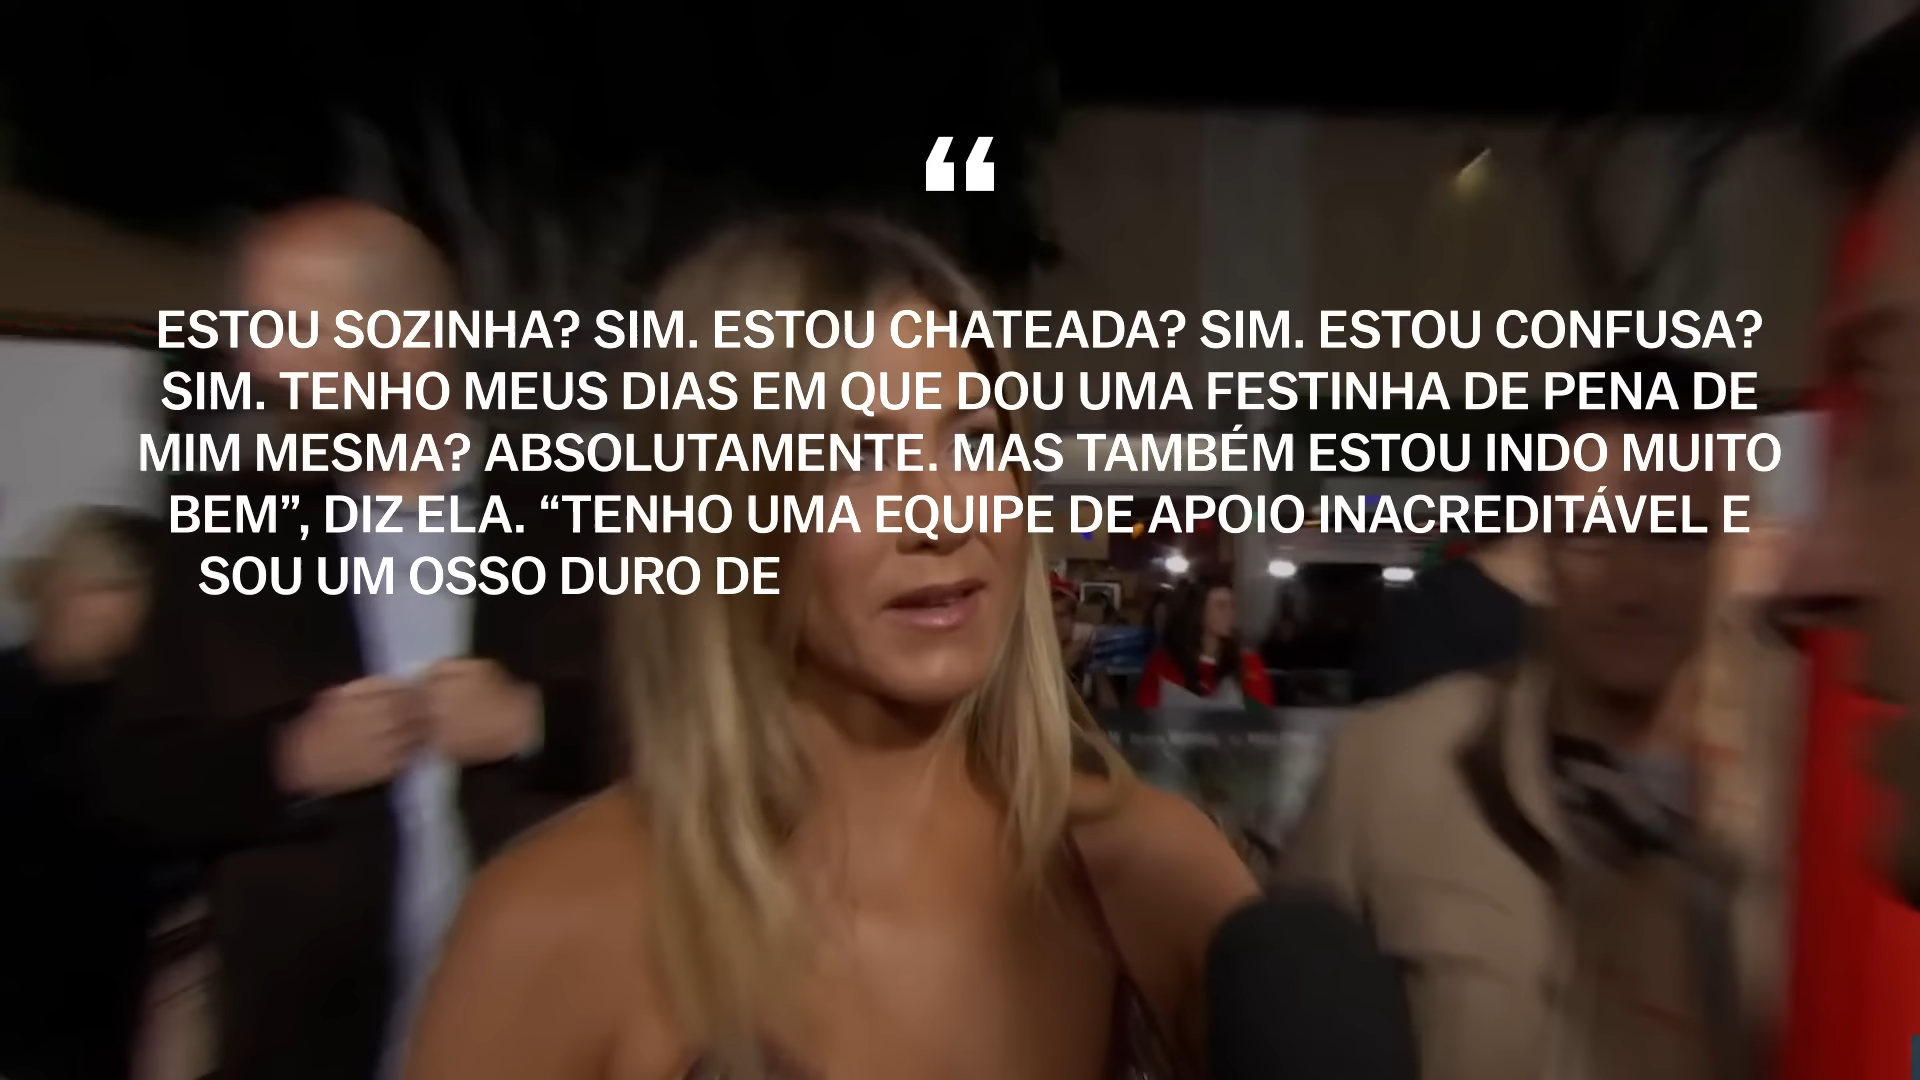 “
ESTOU SOZINHA? SIM. ESTOU CHATEADA? SIM. ESTOU CONFUSA?
SIM. TENHO MEUS DIAS EM QUE DOU UMA FESTINHA DE PENA DE
MIM MESMA? ABSOLUTAMENTE. MAS TAMBÉM ESTOU INDO MUITO
BEM”, DIZ ELA. “TENHO UMA EQUIPE DE APOIO INACREDITÁVEL E
SOU UM OSSO DURO DE